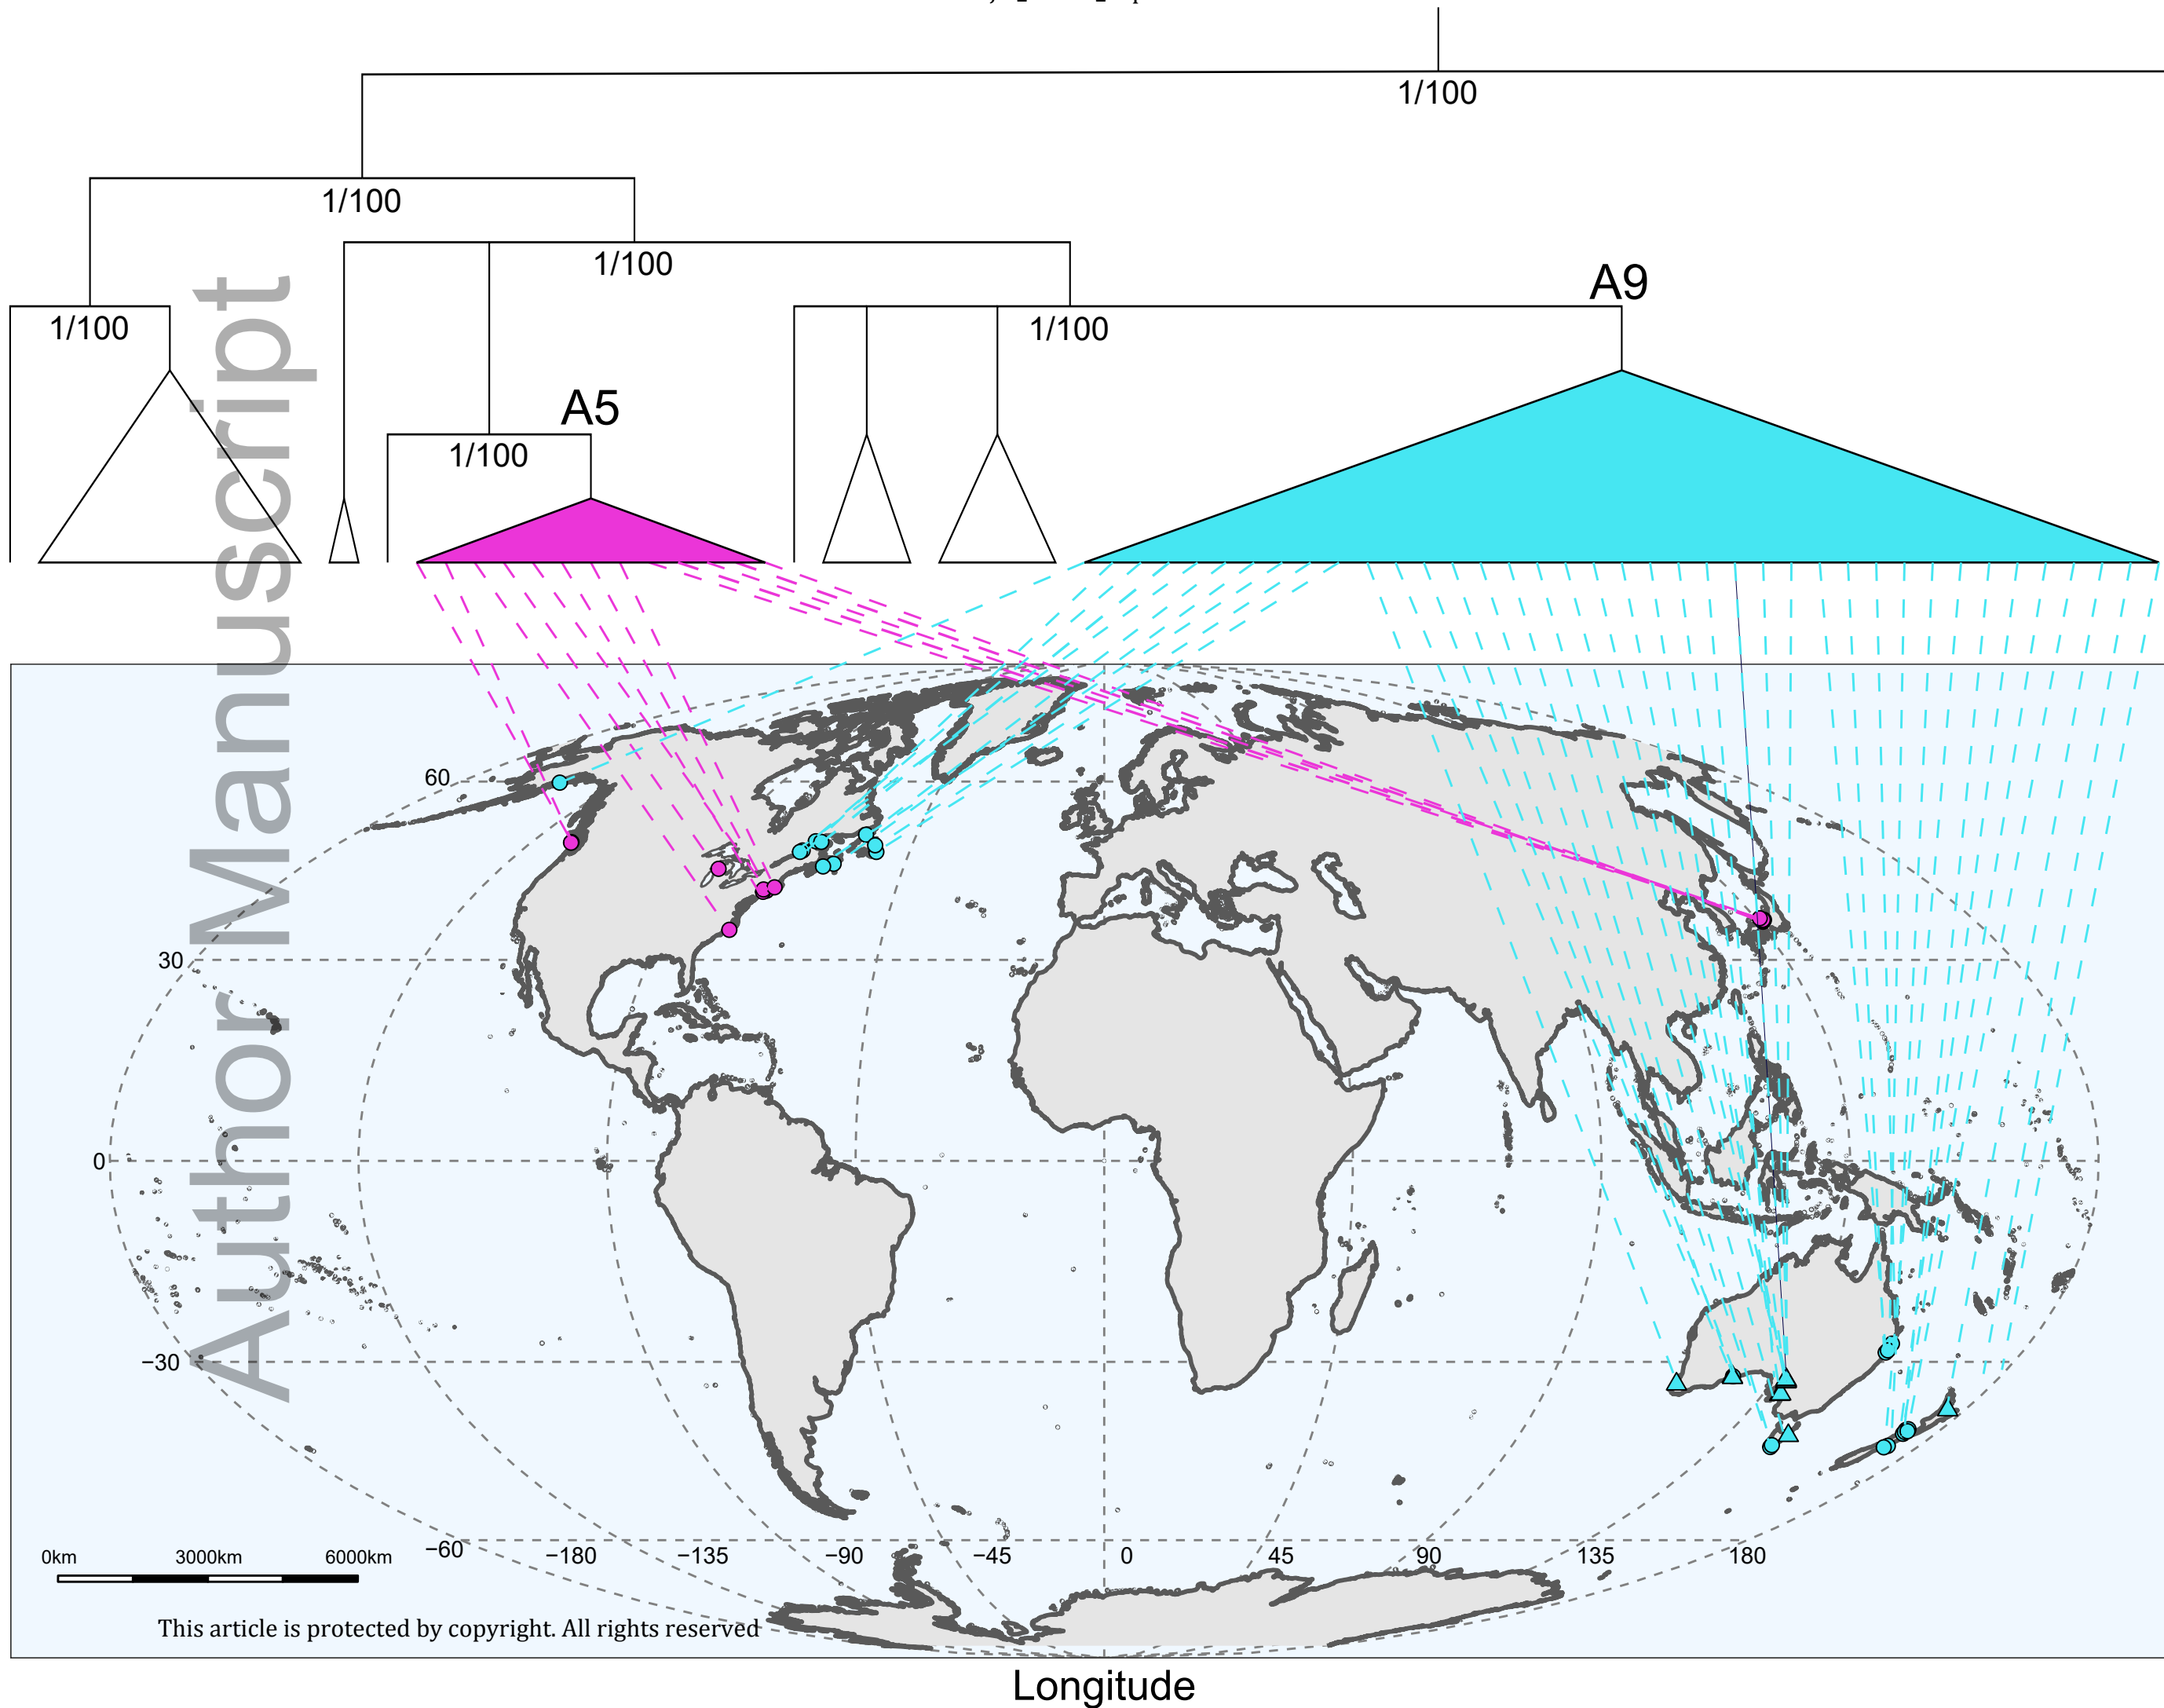 1/100
1/100
1/100
A9
1/100
1/100
A5
1/100
Author Manuscript
60
30
0
−30
−60
−180
−135
−90
−45
0
45
90
135
180
0km
3000km
6000km
This article is protected by copyright. All rights reserved
Longitude